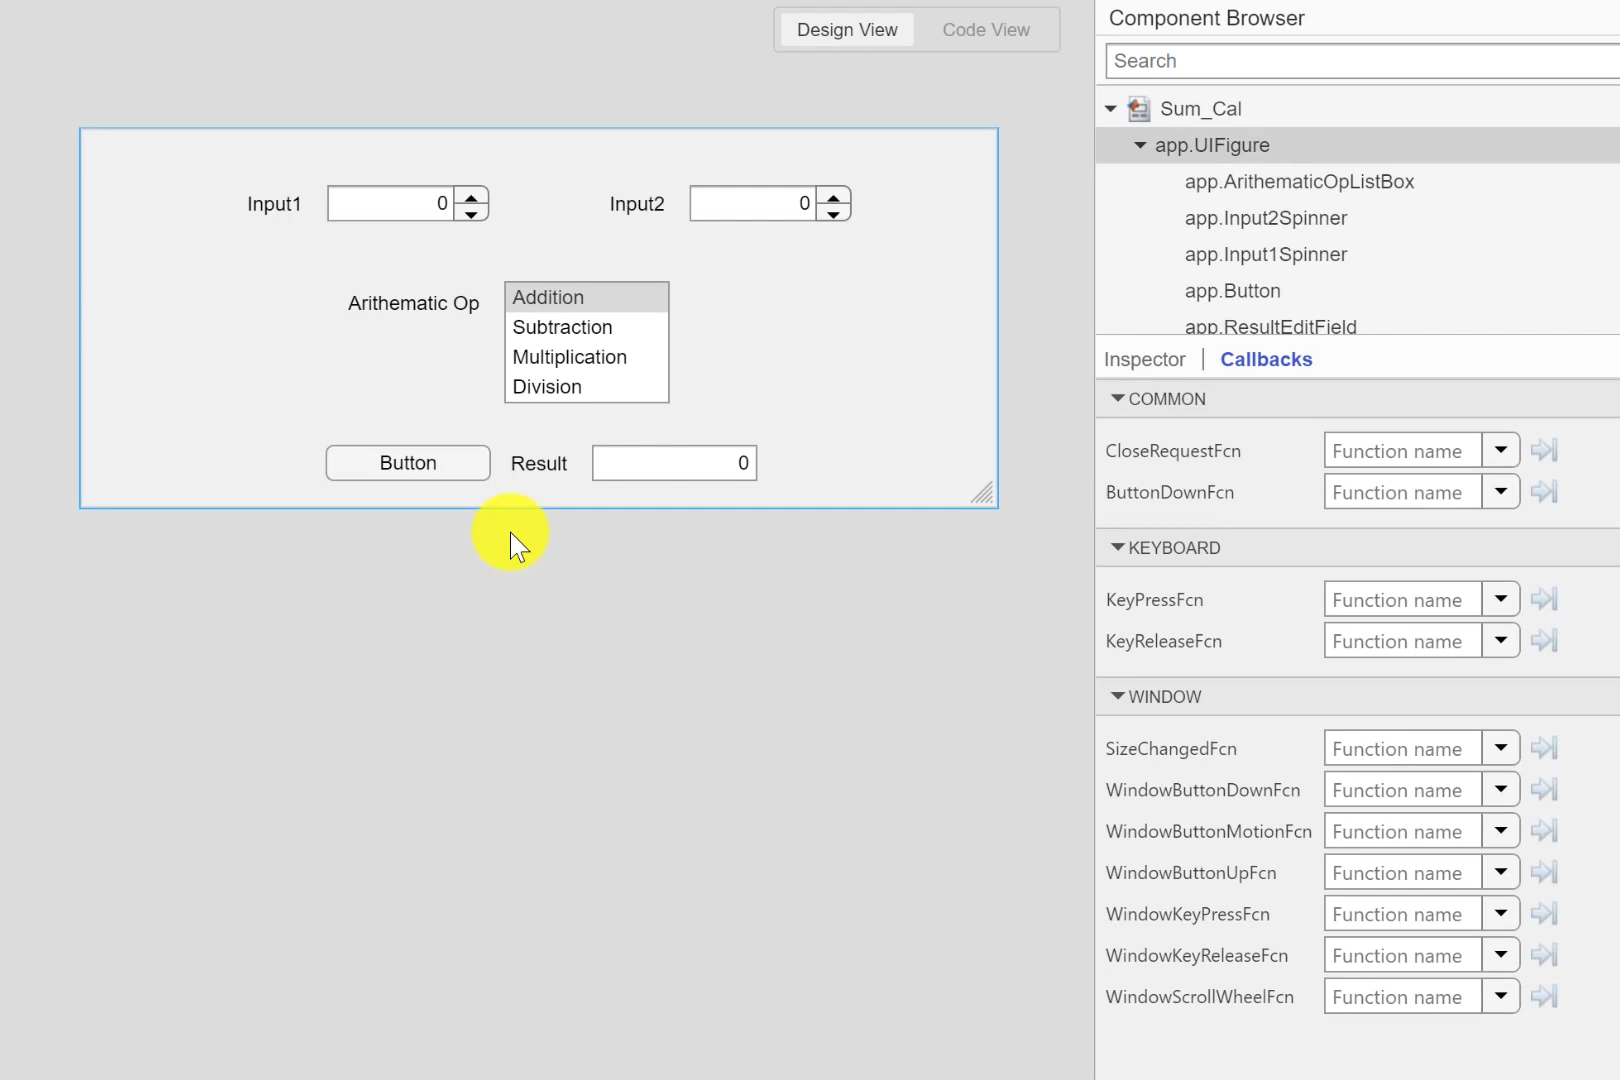 Design View
Code View
Input1
0
Input2
0
Arithematic Op
Addition
Subtraction
Multiplication
Division
Button
Result
0
Component Browser
Search
Sum_Cal
app.UIFigure
app.ArithematicOpListBox
app.Input2Spinner
app.Input1Spinner
app.Button
app.ResultEditField
Inspector
Callbacks
COMMON
CloseRequestFcn
Function name
ButtonDownFcn
Function name
KEYBOARD
KeyPressFcn
Function name
KeyReleaseFcn
Function name
WINDOW
SizeChangedFcn
Function name
WindowButtonDownFcn
Function name
WindowButtonMotionFcn
Function name
WindowButtonUpFcn
Function name
WindowKeyPressFcn
Function name
WindowKeyReleaseFcn
Function name
WindowScrollWheelFcn
Function name